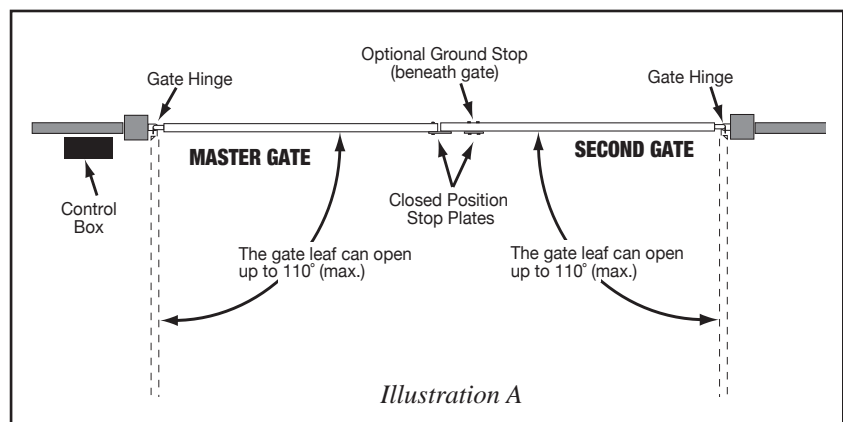 Optional Ground Stop
(beneath gate)
Gate Hinge
Gate Hinge
MASTER GATE
SECOND GATE
Control
Box
Closed Position
Stop Plates
The gate leaf can open
up to 110° (max.)
The gate leaf can open
up to 110° (max.)
Illustration A